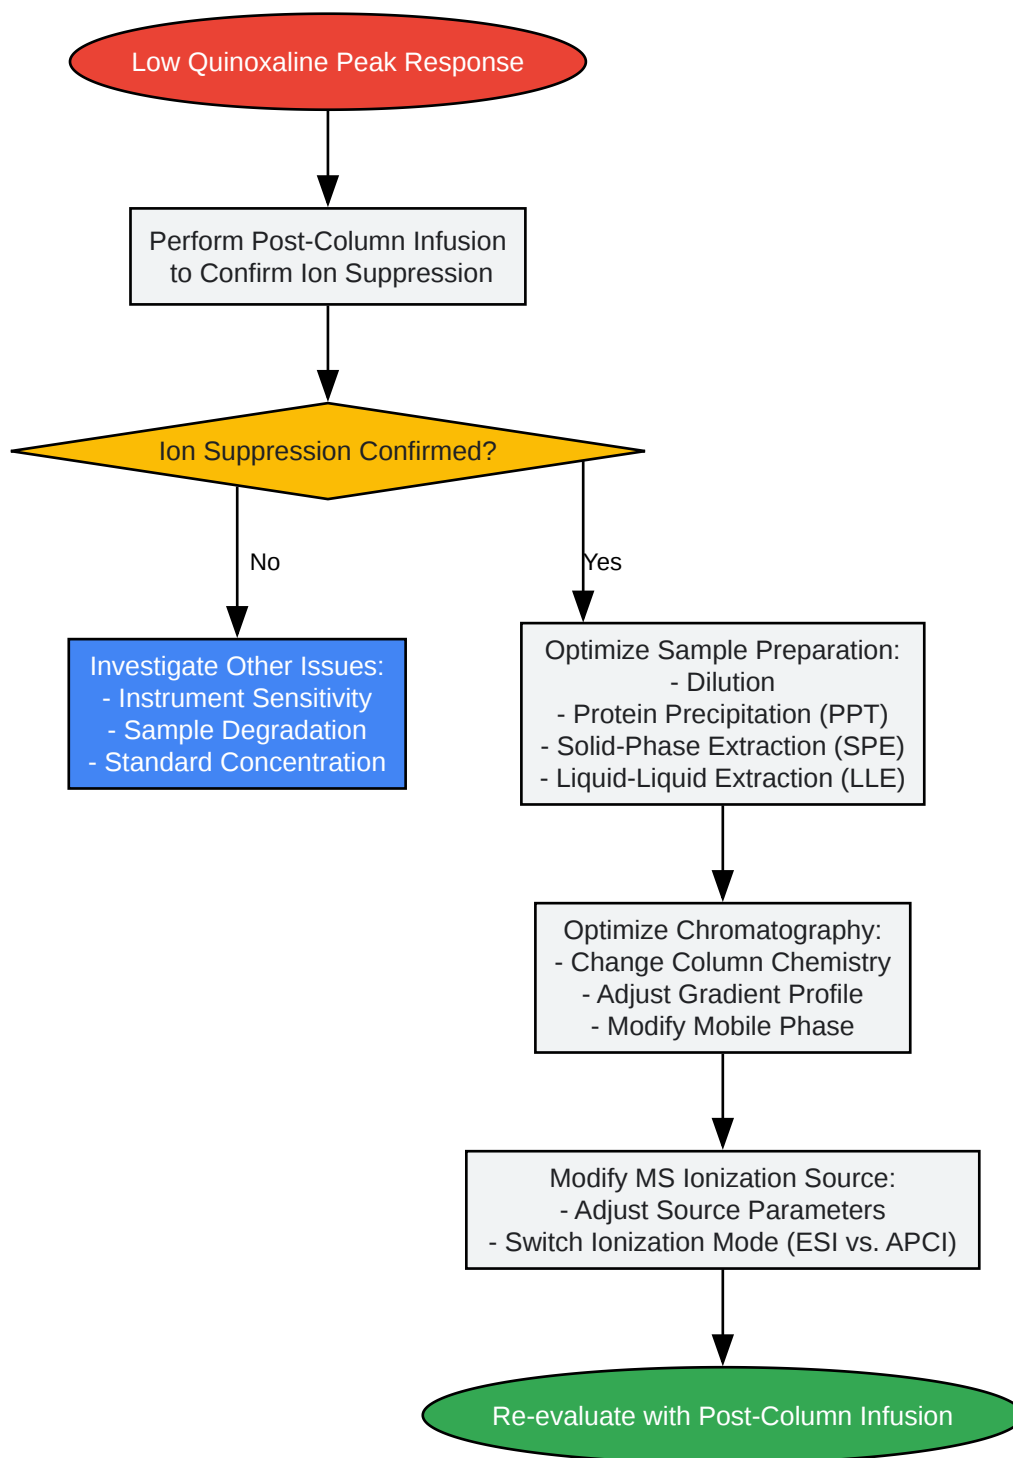 Low Quinoxaline Peak Response
Perform Post-Column Infusion
to Confirm Ion Suppression
Ion Suppression Confirmed?
No
Yes
Investigate Other Issues:
- Instrument Sensitivity
- Sample Degradation
- Standard Concentration
Optimize Sample Preparation:
- Dilution
- Protein Precipitation (PPT)
- Solid-Phase Extraction (SPE)
- Liquid-Liquid Extraction (LLE)
Optimize Chromatography:
- Change Column Chemistry
- Adjust Gradient Profile
- Modify Mobile Phase
Modify MS Ionization Source:
- Adjust Source Parameters
- Switch Ionization Mode (ESI vs. APCI)
Re-evaluate with Post-Column Infusion